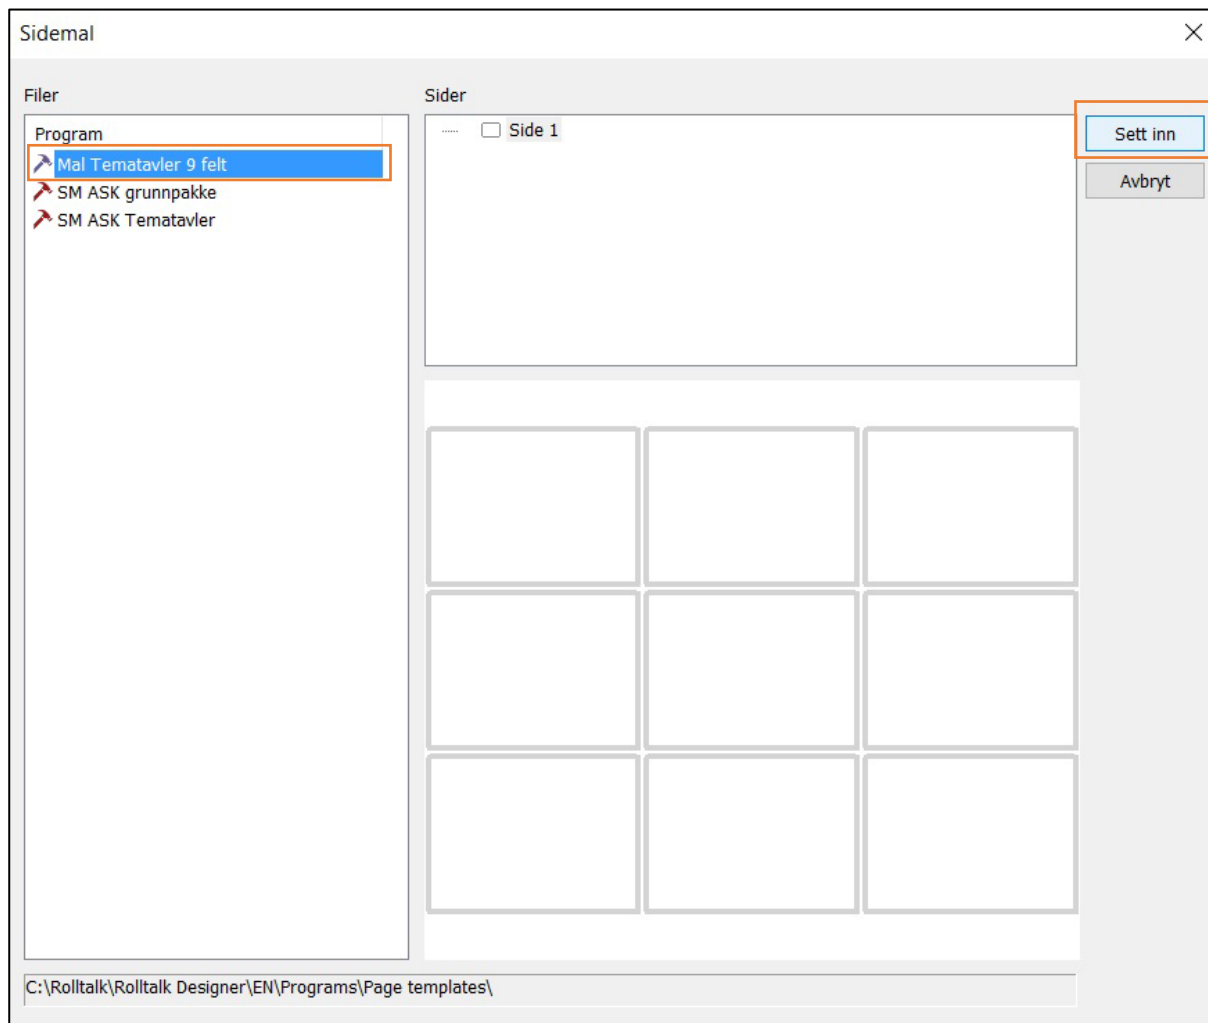 Sidemal
Filer
Sider
Program
Mal Tematavler 9 felt
SM ASK grunnpakke
SM ASK Tematavler
Side 1
Sett inn
Avbryt
C:\Rolltalk\Rolltalk Designer\EN\Programs\Page templates\